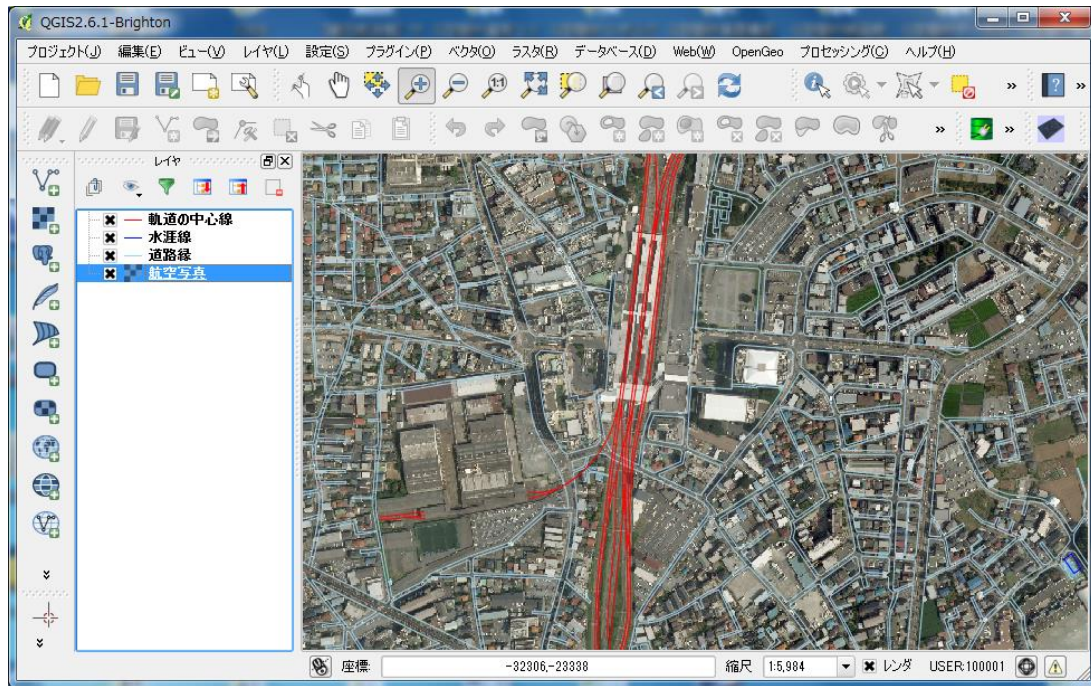 QGIS2.6.1-Brighton
プロジェクト(J) 編集(E) ビュー(V) レイヤ(L) 設定(S) プラグイン(P) ベクタ(O) ラスタ(R) データベース(D) Web(W) OpenGeo プロセッシング(C) ヘルプ(H)
1:1
» ? »
» »
レイヤ
軌道の中心線
水涯線
道路縁
航空写真
座標: -32306,-23338 縮尺 1:5,984 レンダ USER:100001